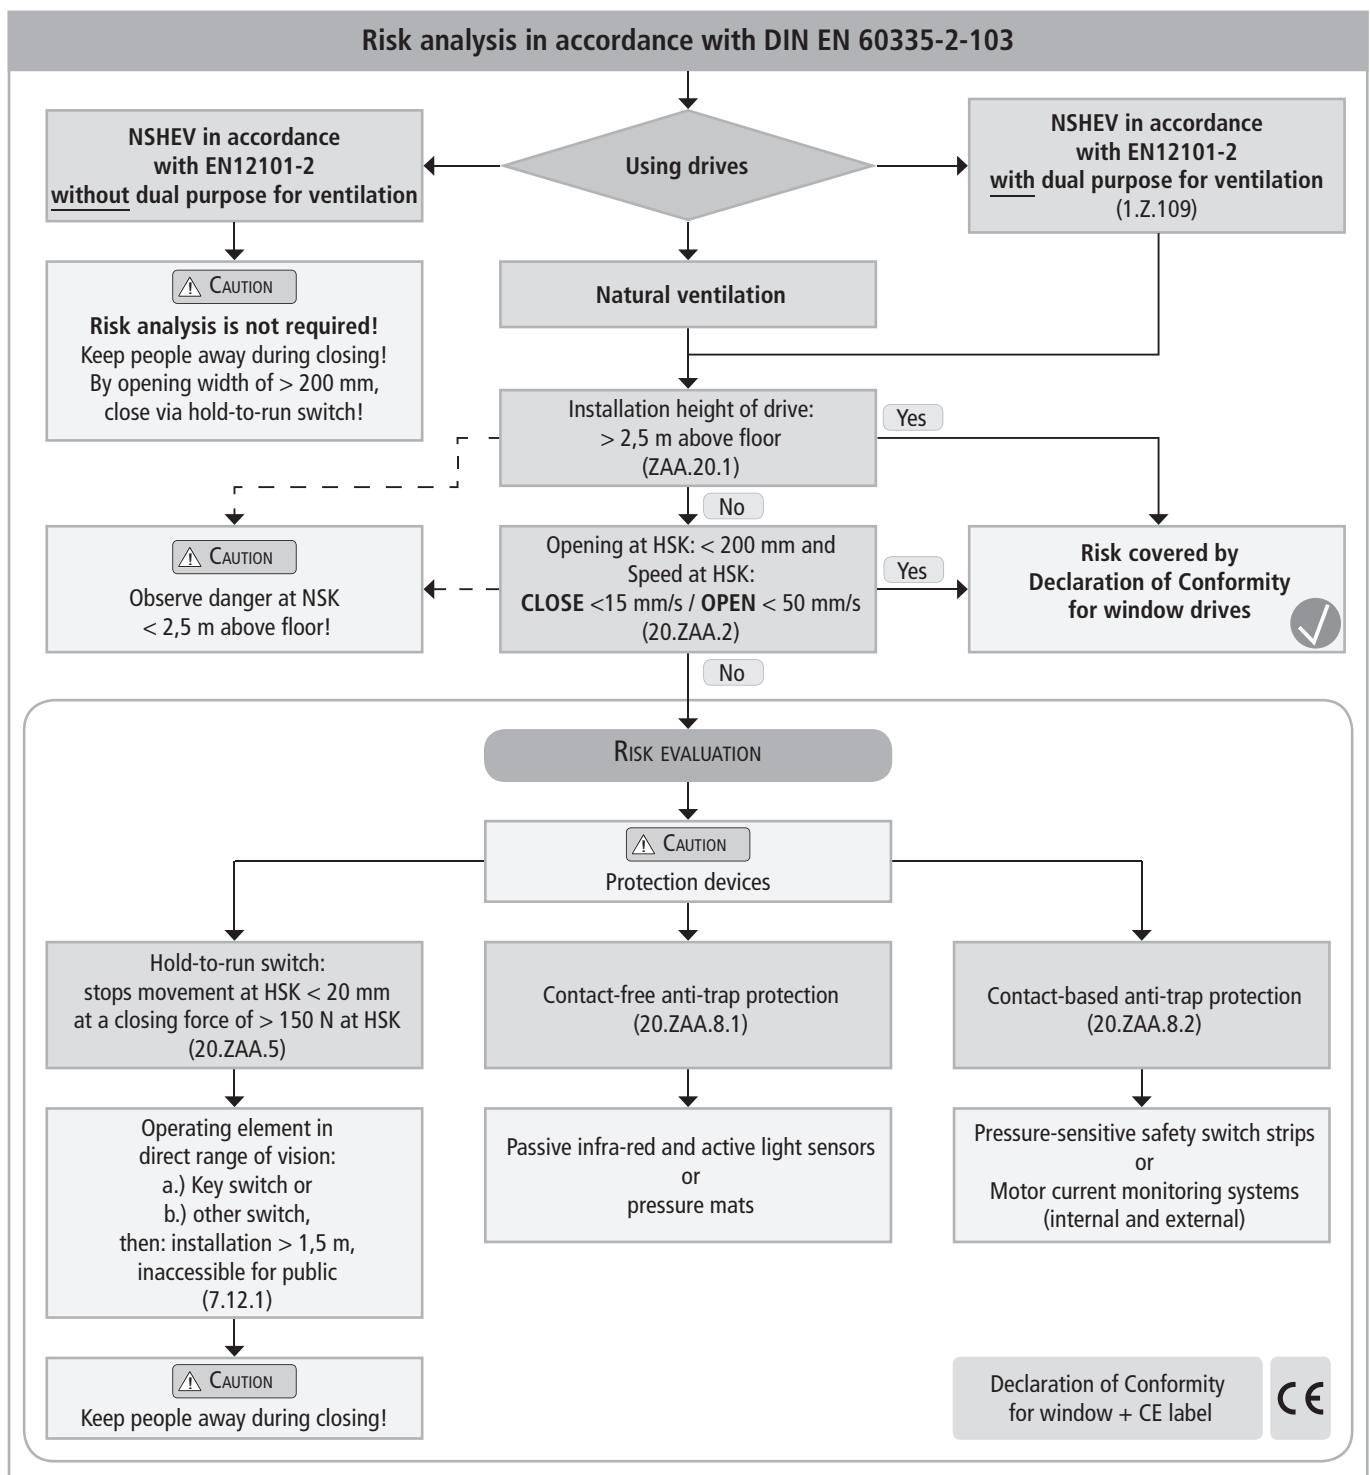 Risk analysis in accordance with DIN EN 60335-2-103
NSHEV in accordance
with EN12101-2
without dual purpose for ventilation
Using drives
NSHEV in accordance
with EN12101-2
with dual purpose for ventilation
(1.Z.109)
CAUTION
Risk analysis is not required!
Keep people away during closing!
By opening width of > 200 mm,
close via hold-to-run switch!
Natural ventilation
Installation height of drive:
> 2,5 m above floor
(ZAA.20.1)
Yes
No
CAUTION
Observe danger at NSK
< 2,5 m above floor!
Opening at HSK: < 200 mm and
Speed at HSK:
CLOSE <15 mm/s / OPEN < 50 mm/s
(20.ZAA.2)
Yes
Risk covered by
Declaration of Conformity
for window drives
No
RISK EVALUATION
CAUTION
Protection devices
Hold-to-run switch:
stops movement at HSK < 20 mm
at a closing force of > 150 N at HSK
(20.ZAA.5)
Contact-free anti-trap protection
(20.ZAA.8.1)
Contact-based anti-trap protection
(20.ZAA.8.2)
Operating element in
direct range of vision:
a.) Key switch or
b.) other switch,
then: installation > 1,5 m,
inaccessible for public
(7.12.1)
Passive infra-red and active light sensors
or
pressure mats
Pressure-sensitive safety switch strips
or
Motor current monitoring systems
(internal and external)
CAUTION
Keep people away during closing!
Declaration of Conformity
for window + CE label
CE